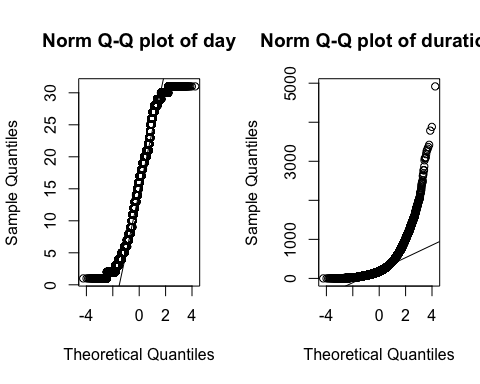 Norm Q-Q plot of day
Sample Quantiles
0 5 10 15 20 25 30
-4 0 2 4
Theoretical Quantiles
Norm Q-Q plot of duratio
Sample Quantiles
0 1000 3000 5000
-4 0 2 4
Theoretical Quantiles